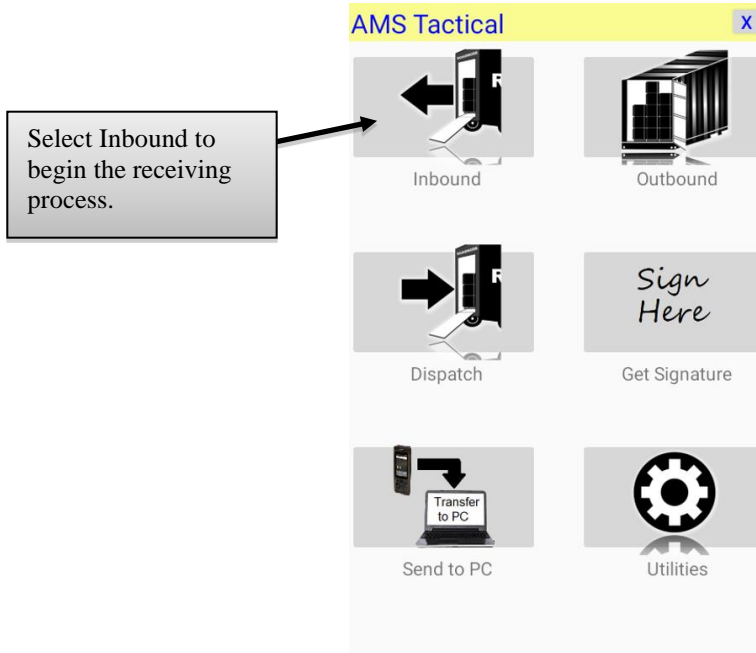 AMS Tactical
X
Select Inbound to
begin the receiving
process.
R
Inbound
Outbound
R
Sign
Here
Dispatch
Get Signature
Transfer
to PC
Send to PC
Utilities